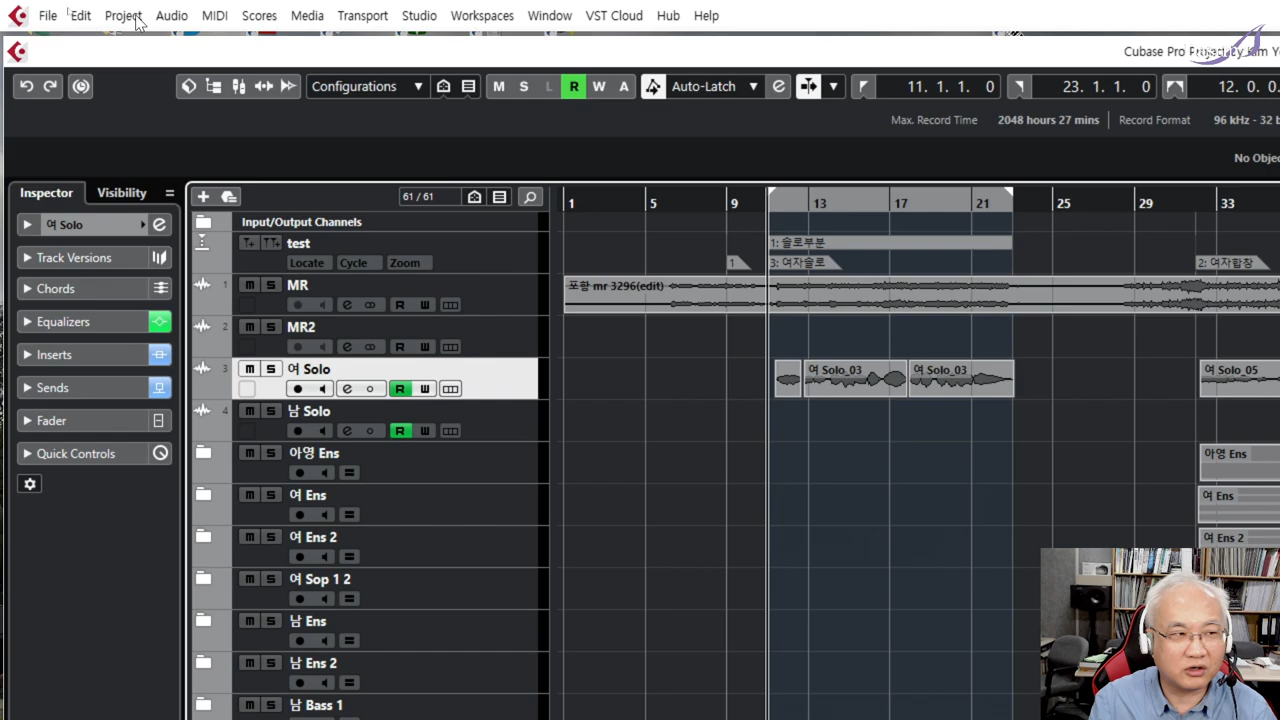 File Edit Project Audio MIDI Scores Media Transport Studio Workspaces Window VST Cloud Hub Help
Cubase Pro Project by
Configurations M S L R W A Auto-Latch 11. 1. 1. 0 23. 1. 1. 0 12. 0. 0.
Max. Record Time 2048 hours 27 mins Record Format 96 kHz - 32 b
No Obje
Inspector Visibility 61 / 61 1 5 9 13 17 21 25 29 33
여 Solo Input/Output Channels
test 1: 솔로부분
Track Versions Locate Cycle Zoom 1 3: 여자솔로 2: 여자합창
Chords 1 m S MR 포항 mr 3296(edit)
R
Equalizers 2 m S MR2
Inserts R
3 m S 여 Solo 여 Solo_03 여 Solo_03 여 Solo_05
Sends e R
4 m S 남 Solo
Fader e R
Quick Controls m S 아영 Ens 아영 Ens
m S 여 Ens 여 Ens
m S 여 Ens 2 여 Ens 2
m S 여 Sop 1 2
m S 남 Ens
m S 남 Ens 2
m S 남 Bass 1